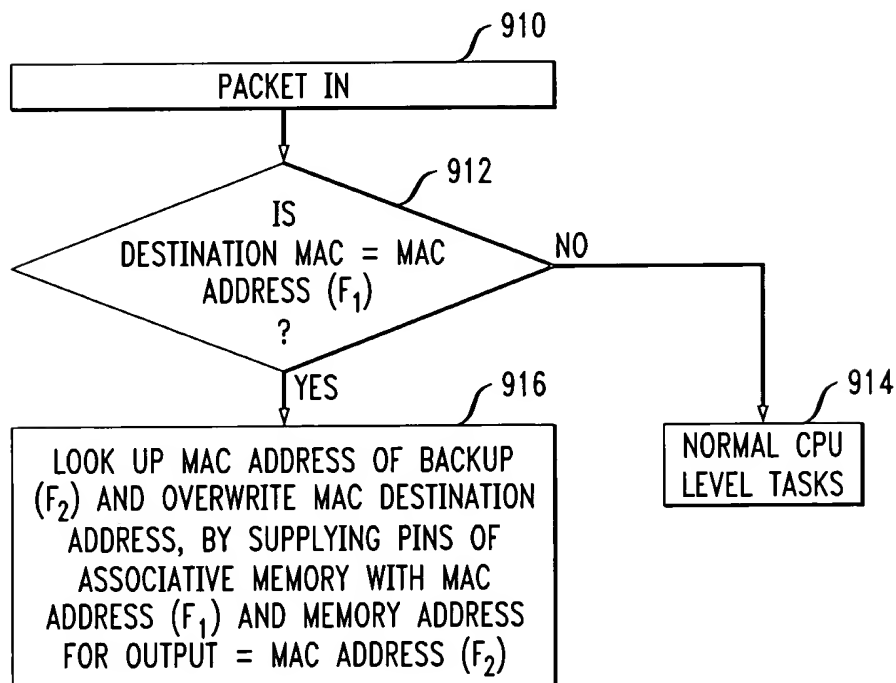 910
PACKET IN
912
IS
DESTINATION MAC = MAC
ADDRESS (F1)
?
NO
YES
916
914
LOOK UP MAC ADDRESS OF BACKUP
(F2) AND OVERWRITE MAC DESTINATION
ADDRESS, BY SUPPLYING PINS OF
ASSOCIATIVE MEMORY WITH MAC
ADDRESS (F1) AND MEMORY ADDRESS
FOR OUTPUT = MAC ADDRESS (F2)
NORMAL CPU
LEVEL TASKS